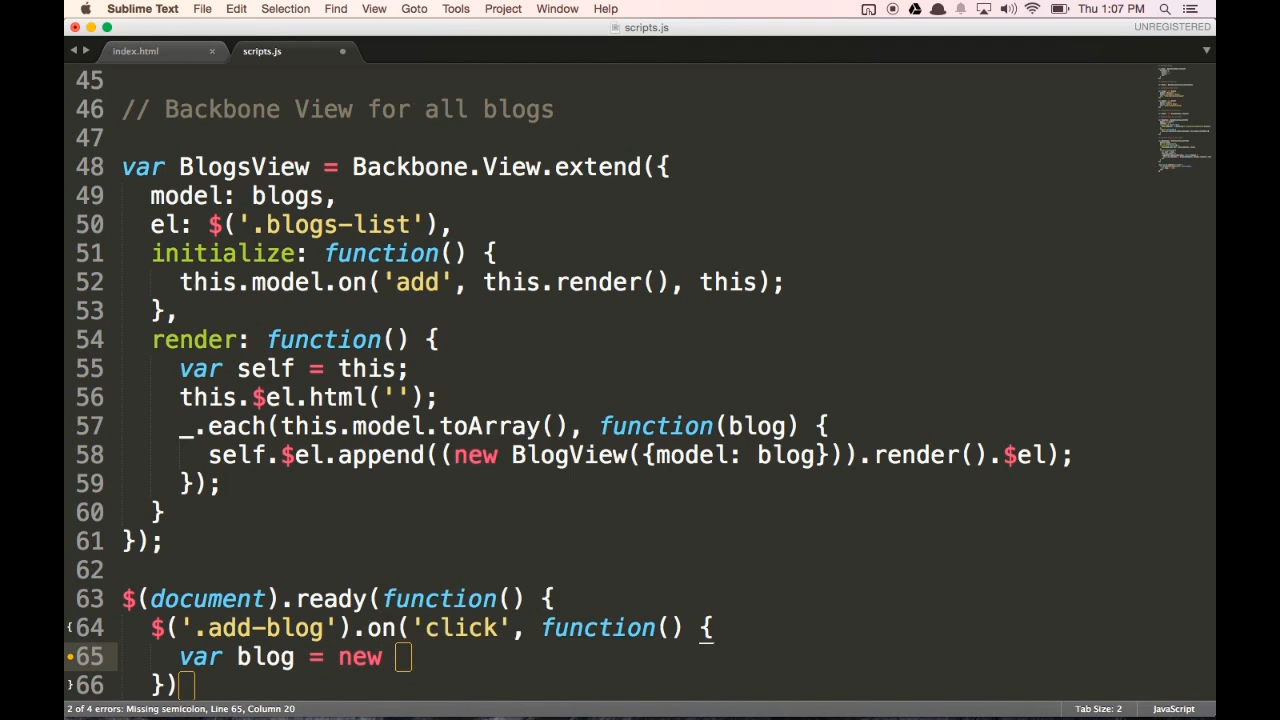 Sublime Text File Edit Selection Find View Goto Tools Project Window Help Thu 1:07 PM
scripts.js UNREGISTERED
index.html scripts.js
45
46 // Backbone View for all blogs
47
48 var BlogsView = Backbone.View.extend({
49 model: blogs,
50 el: $('.blogs-list'),
51 initialize: function() {
52 this.model.on('add', this.render(), this);
53 },
54 render: function() {
55 var self = this;
56 this.$el.html('');
57 _.each(this.model.toArray(), function(blog) {
58 self.$el.append((new BlogView({model: blog})).render().$el);
59 });
60 }
61 });
62
63 $(document).ready(function() {
64 $('.add-blog').on('click', function() {
65 var blog = new
66 })
2 of 4 errors: Missing semicolon, Line 65, Column 20 Tab Size: 2 JavaScript